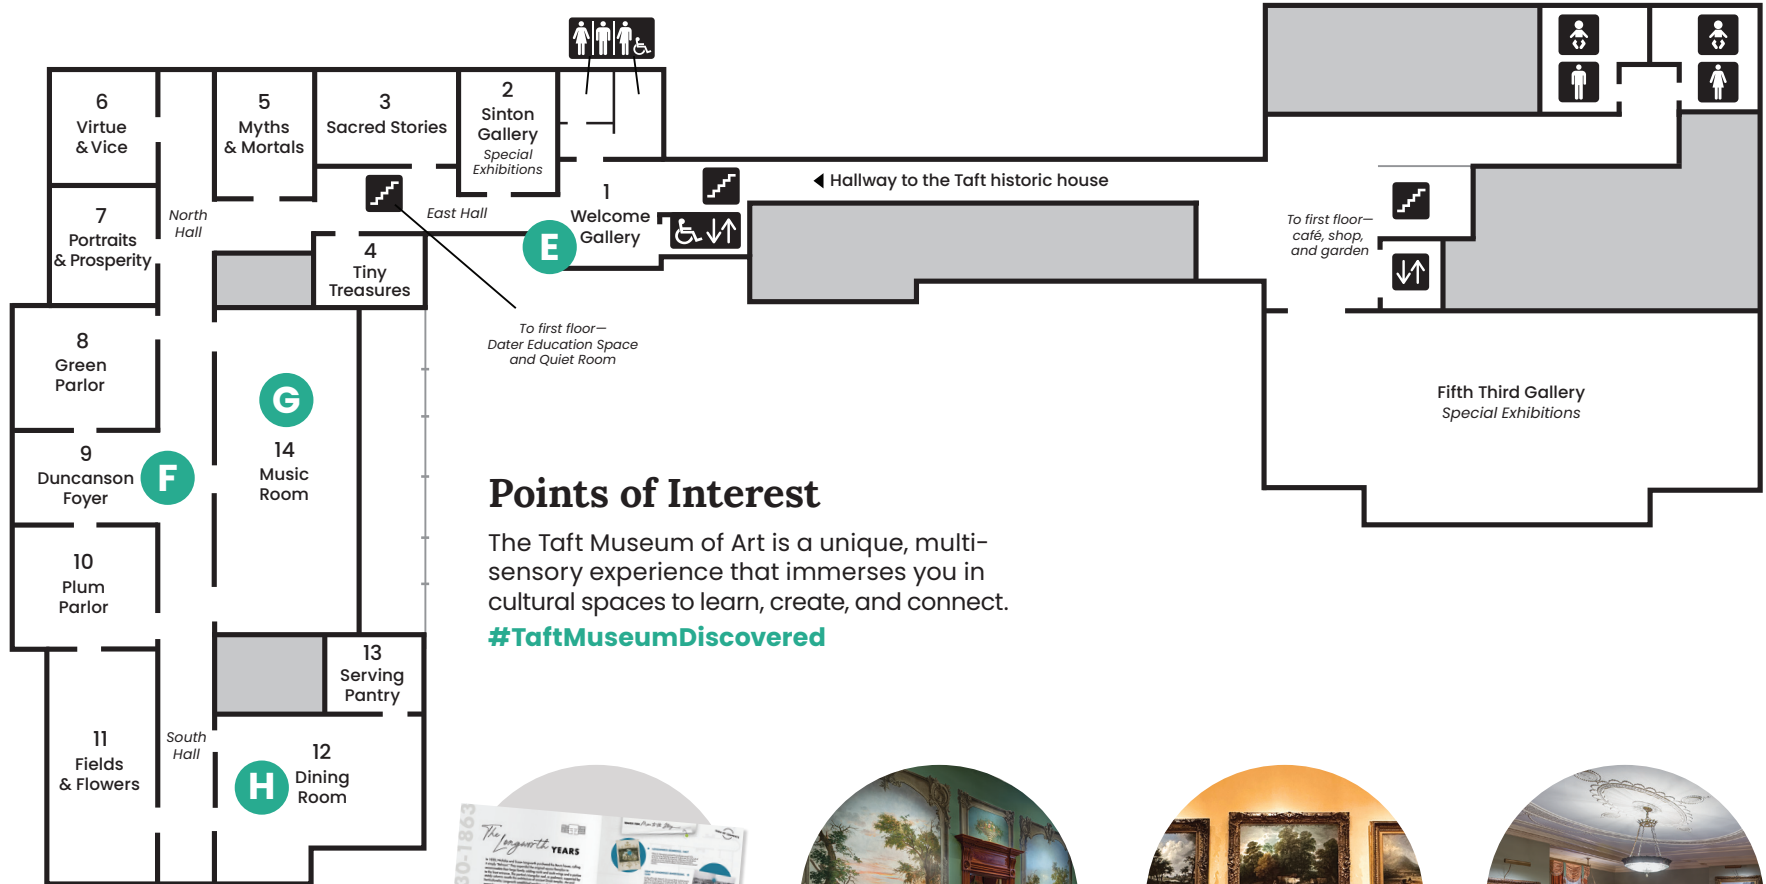 6
Virtue
& Vice
5
Myths
& Mortals
3
Sacred Stories
2
Sinton
Gallery
Special
Exhibitions
1
Welcome
Gallery
Hallway to the Taft historic house
7
Portraits
& Prosperity
North
Hall
East Hall
E
4
Tiny
Treasures
To first floor—
Dater Education Space
and Quiet Room
To first floor—
café, shop,
and garden
8
Green
Parlor
G
9
Duncanson
Foyer
F
14
Music
Room
Fifth Third Gallery
Special Exhibitions
10
Plum
Parlor
Points of Interest
The Taft Museum of Art is a unique, multi-
sensory experience that immerses you in
cultural spaces to learn, create, and connect.
#TaftMuseumDiscovered
13
Serving
Pantry
11
Fields
& Flowers
South
Hall
H
12
Dining
Room
30-1863
The
Longworth YEARS